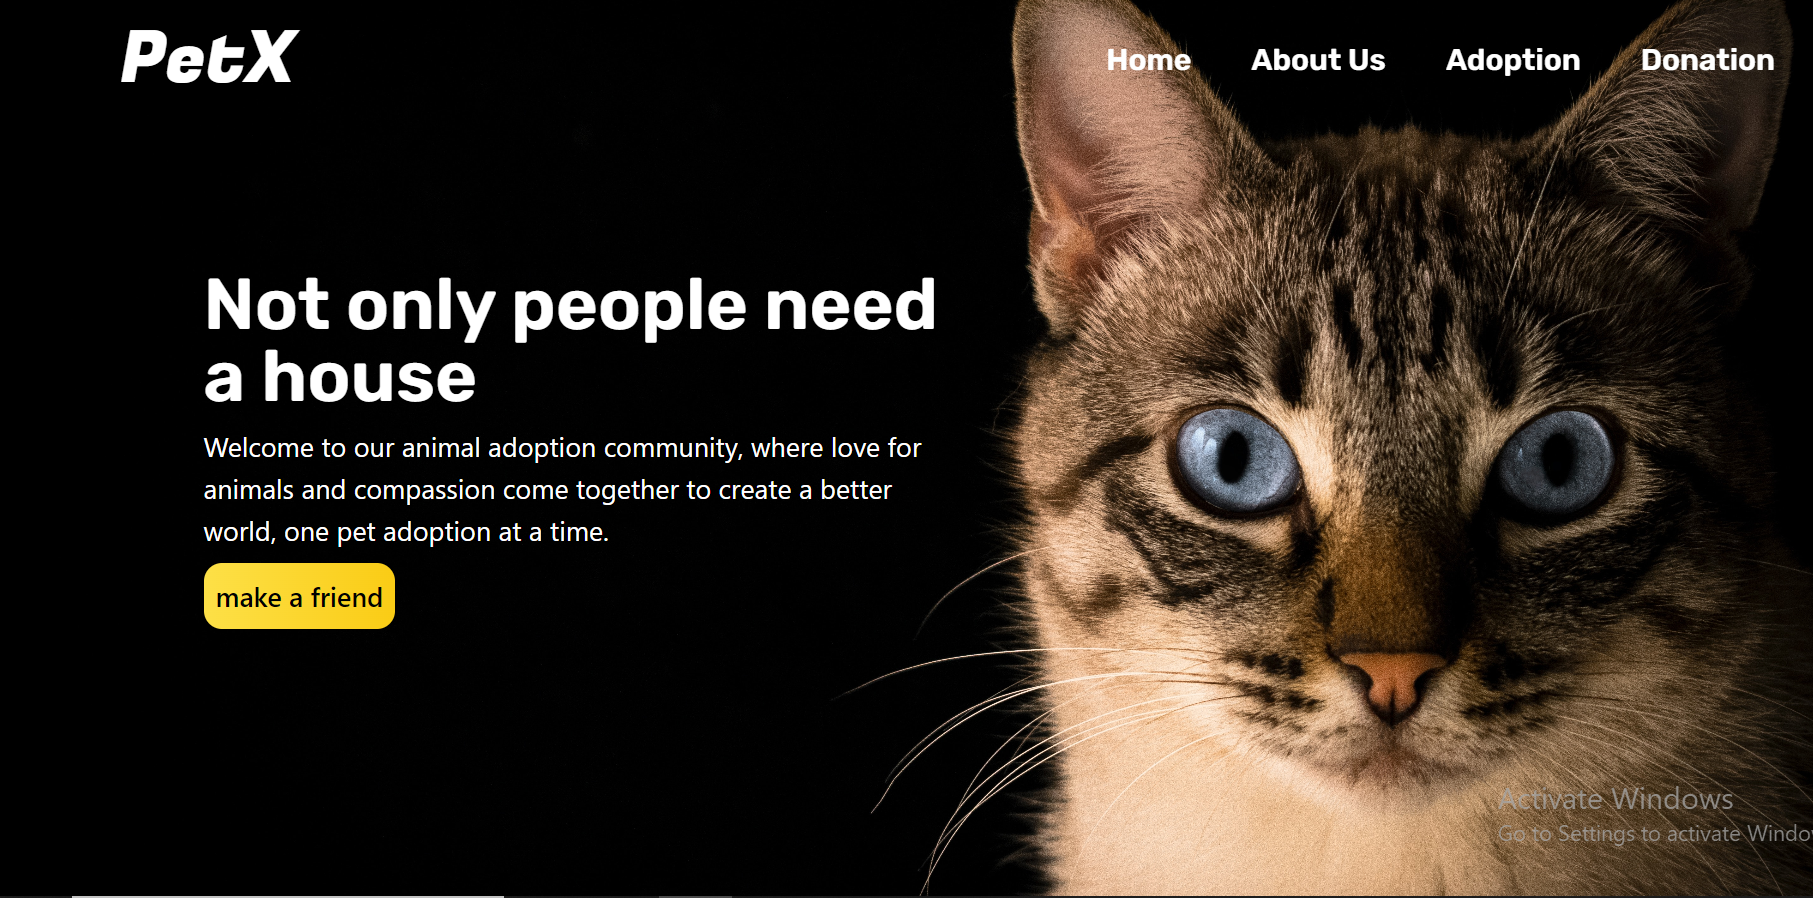 PetX
Home About Us Adoption Donation
Not only people need
a house
Welcome to our animal adoption community, where love for
animals and compassion come together to create a better
world, one pet adoption at a time.
make a friend
Activate Windows
Go to Settings to activate Windo